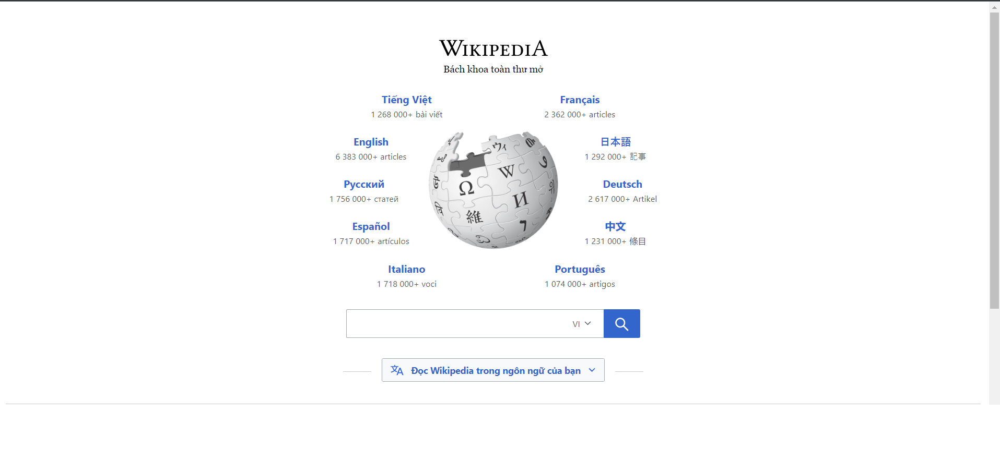 WIKIPEDIA
Bách khoa toàn thư mở
Tiếng Việt
1 268 000+ bài viết
Français
2 362 000+ articles
English
6 383 000+ articles
日本語
1 292 000+ 記事
Русский
1 756 000+ статей
Deutsch
2 617 000+ Artikel
Español
1 717 000+ artículos
中文
1 231 000+ 條目
Italiano
1 718 000+ voci
Português
1 074 000+ artigos
ウィ
W
Ω
И
維
VI
Đọc Wikipedia trong ngôn ngữ của bạn